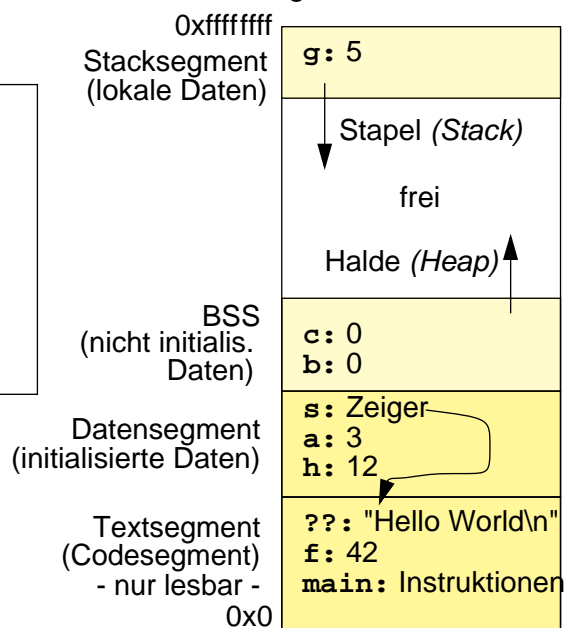 0xffffffff
Stacksegment
(lokale Daten)
g: 5
Stapel (Stack)
frei
Halde (Heap)
BSS
(nicht initialis.
Daten)
c: 0
b: 0
Datensegment
(initialisierte Daten)
s: Zeiger
a: 3
h: 12
Textsegment
(Codesegment)
- nur lesbar -
0x0
??: "Hello World\n"
f: 42
main: Instruktionen